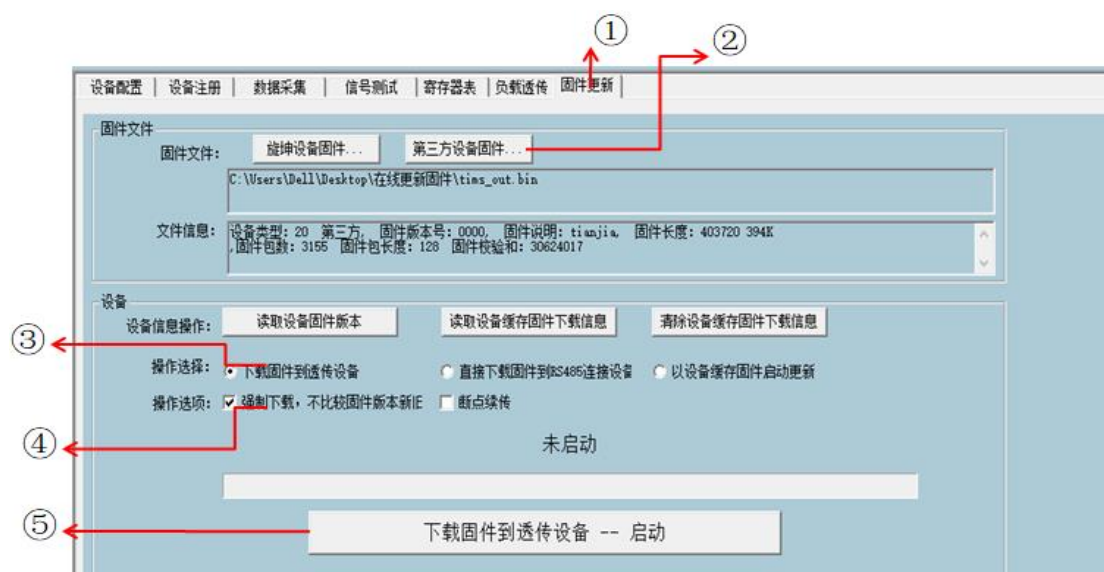 ① ②
设备配置 设备注册 数据采集 信号测试 寄存器表 负载透传 固件更新
固件文件
固件文件: 旋坤设备固件... 第三方设备固件...
C:\Users\Dell\Desktop\在线更新固件\tims_out.bin
文件信息: 设备类型: 20 第三方, 固件版本号: 0000, 固件说明: tianjia, 固件长度: 403720 394K
,固件包数: 3155 固件包长度: 128 固件校验和: 30624017
设备
设备信息操作: 读取设备固件版本 读取设备缓存固件下载信息 清除设备缓存固件下载信息
③
操作选择: 下载固件到透传设备 直接下载固件到RS485连接设备 以设备缓存固件启动更新
操作选项: 强制下载, 不比较固件版本新旧 断点续传
④
未启动
⑤
下载固件到透传设备 -- 启动